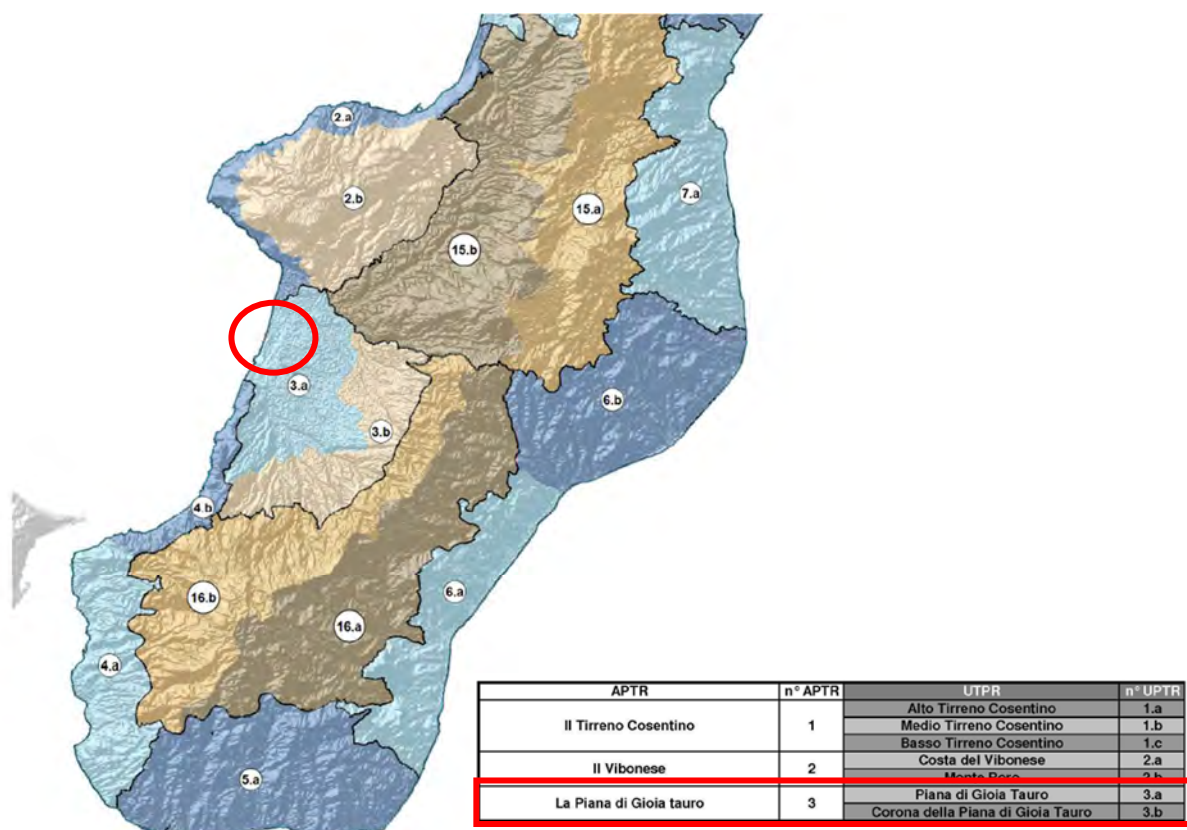 2.a
2.b
15.a
7.a
15.b
3.a
6.b
3.b
4.b
16.b
6.a
16.a
4.a
5.a
APTR n° APTR UTPR n° UPTR
Il Tirreno Cosentino 1 Alto Tirreno Cosentino 1.a
Medio Tirreno Cosentino 1.b
Basso Tirreno Cosentino 1.c
Il Vibonese 2 Costa del Vibonese 2.a
Monte Poro 2.b
La Piana di Gioia tauro 3 Piana di Gioia Tauro 3.a
Corona della Piana di Gioia Tauro 3.b